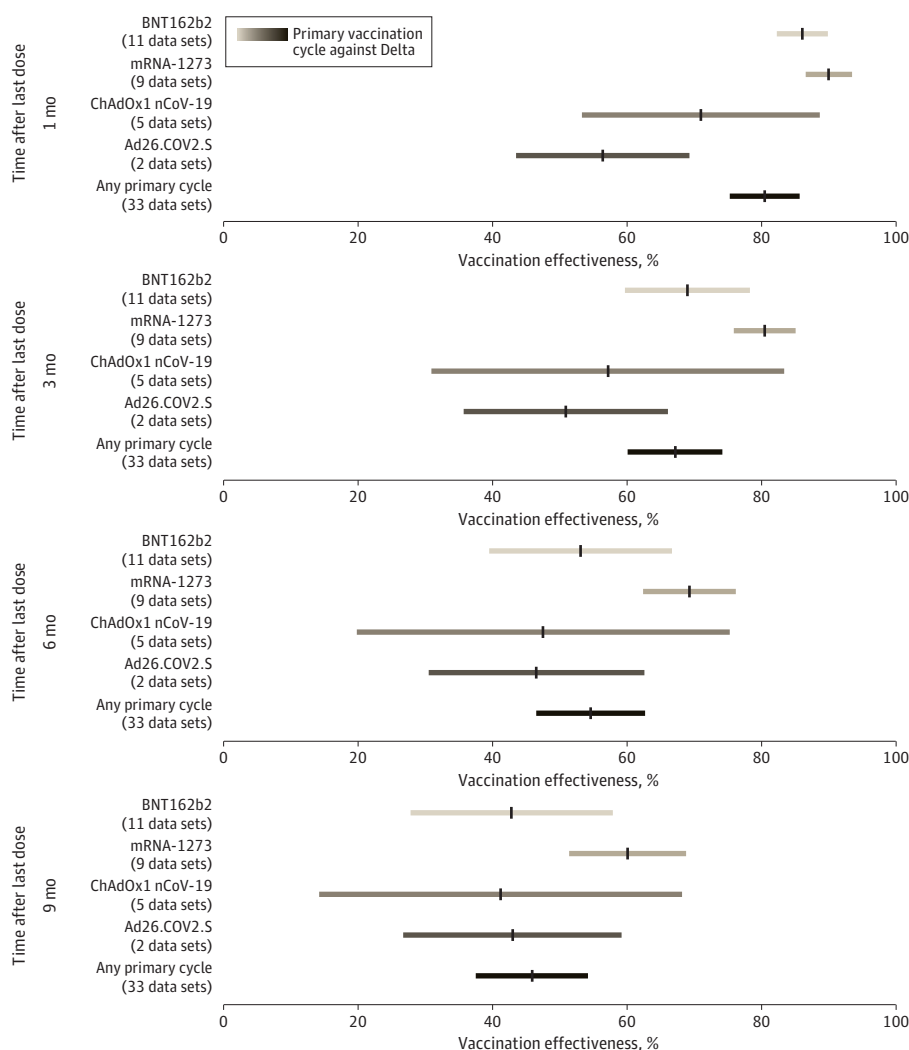 Primary vaccination
cycle against Delta
Time after last dose
1 mo
BNT162b2
(11 data sets)
mRNA-1273
(9 data sets)
ChAdOx1 nCoV-19
(5 data sets)
Ad26.COV2.S
(2 data sets)
Any primary cycle
(33 data sets)
0 20 40 60 80 100
Vaccination effectiveness, %
Time after last dose
3 mo
BNT162b2
(11 data sets)
mRNA-1273
(9 data sets)
ChAdOx1 nCoV-19
(5 data sets)
Ad26.COV2.S
(2 data sets)
Any primary cycle
(33 data sets)
0 20 40 60 80 100
Vaccination effectiveness, %
Time after last dose
6 mo
BNT162b2
(11 data sets)
mRNA-1273
(9 data sets)
ChAdOx1 nCoV-19
(5 data sets)
Ad26.COV2.S
(2 data sets)
Any primary cycle
(33 data sets)
0 20 40 60 80 100
Vaccination effectiveness, %
Time after last dose
9 mo
BNT162b2
(11 data sets)
mRNA-1273
(9 data sets)
ChAdOx1 nCoV-19
(5 data sets)
Ad26.COV2.S
(2 data sets)
Any primary cycle
(33 data sets)
0 20 40 60 80 100
Vaccination effectiveness, %